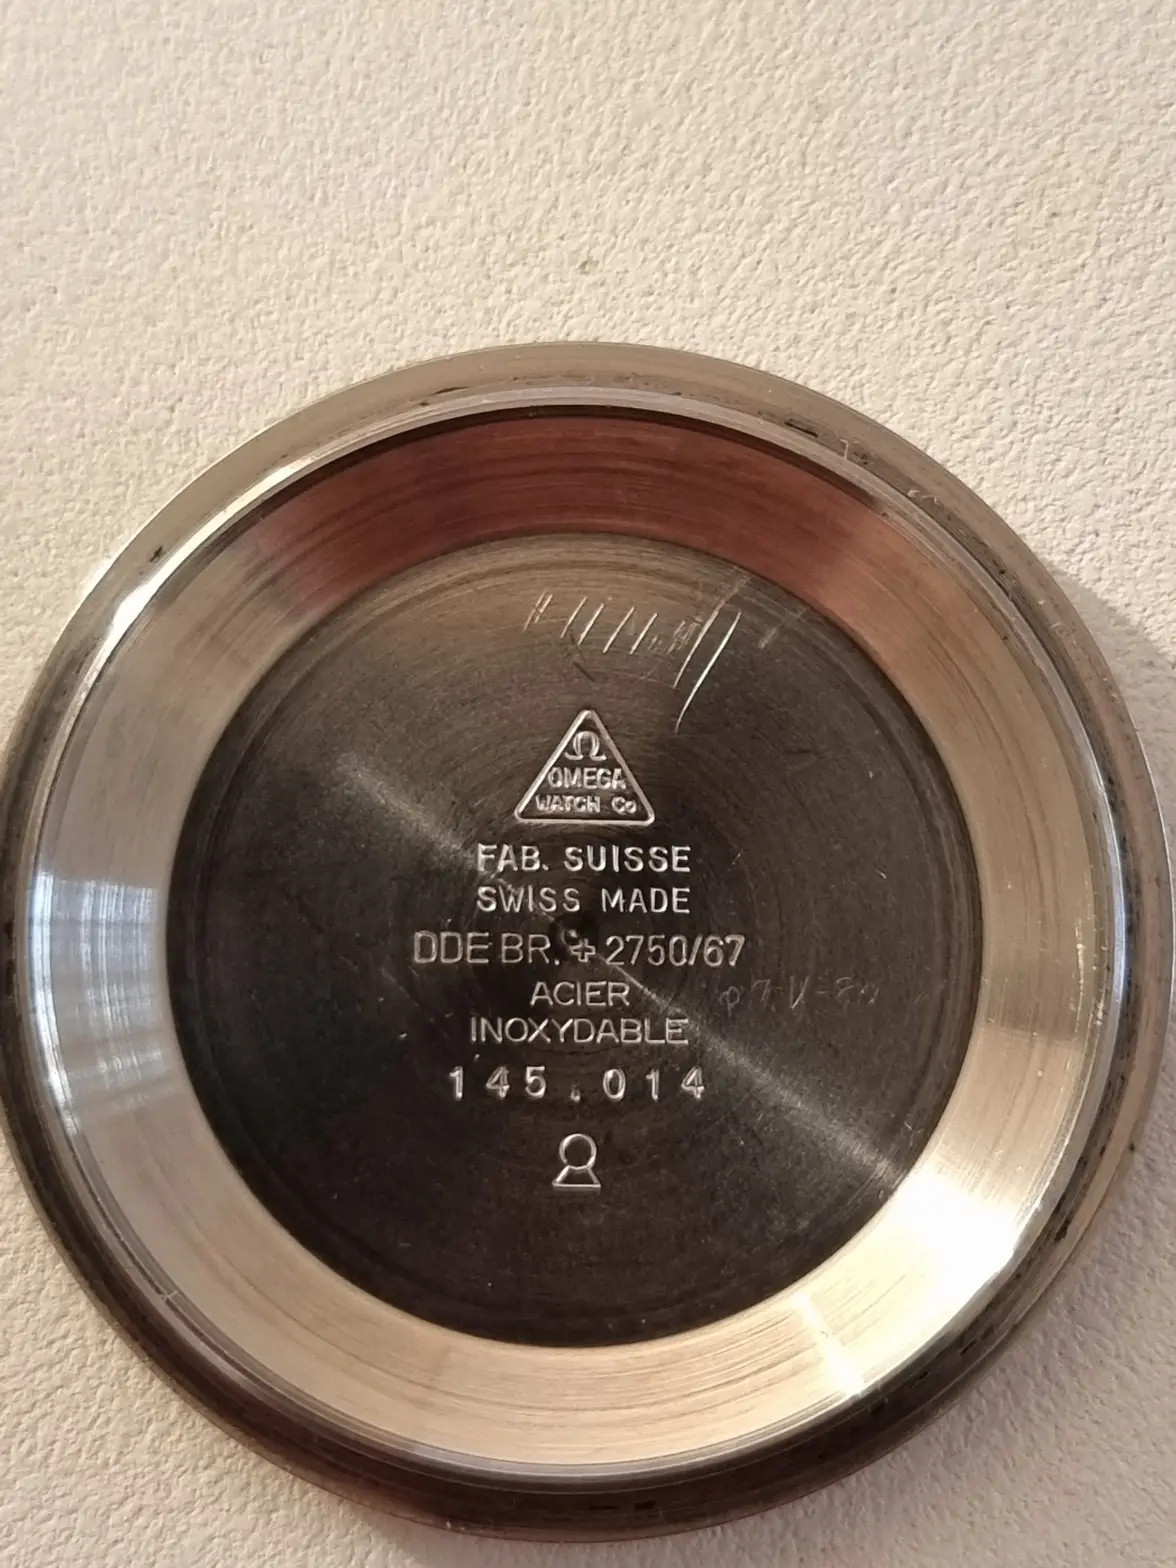 Ω
OMEGA
WATCH Co
FAB. SUISSE
SWISS MADE
DDE BR. + 2750/67
ACIER
INOXYDABLE
145.014